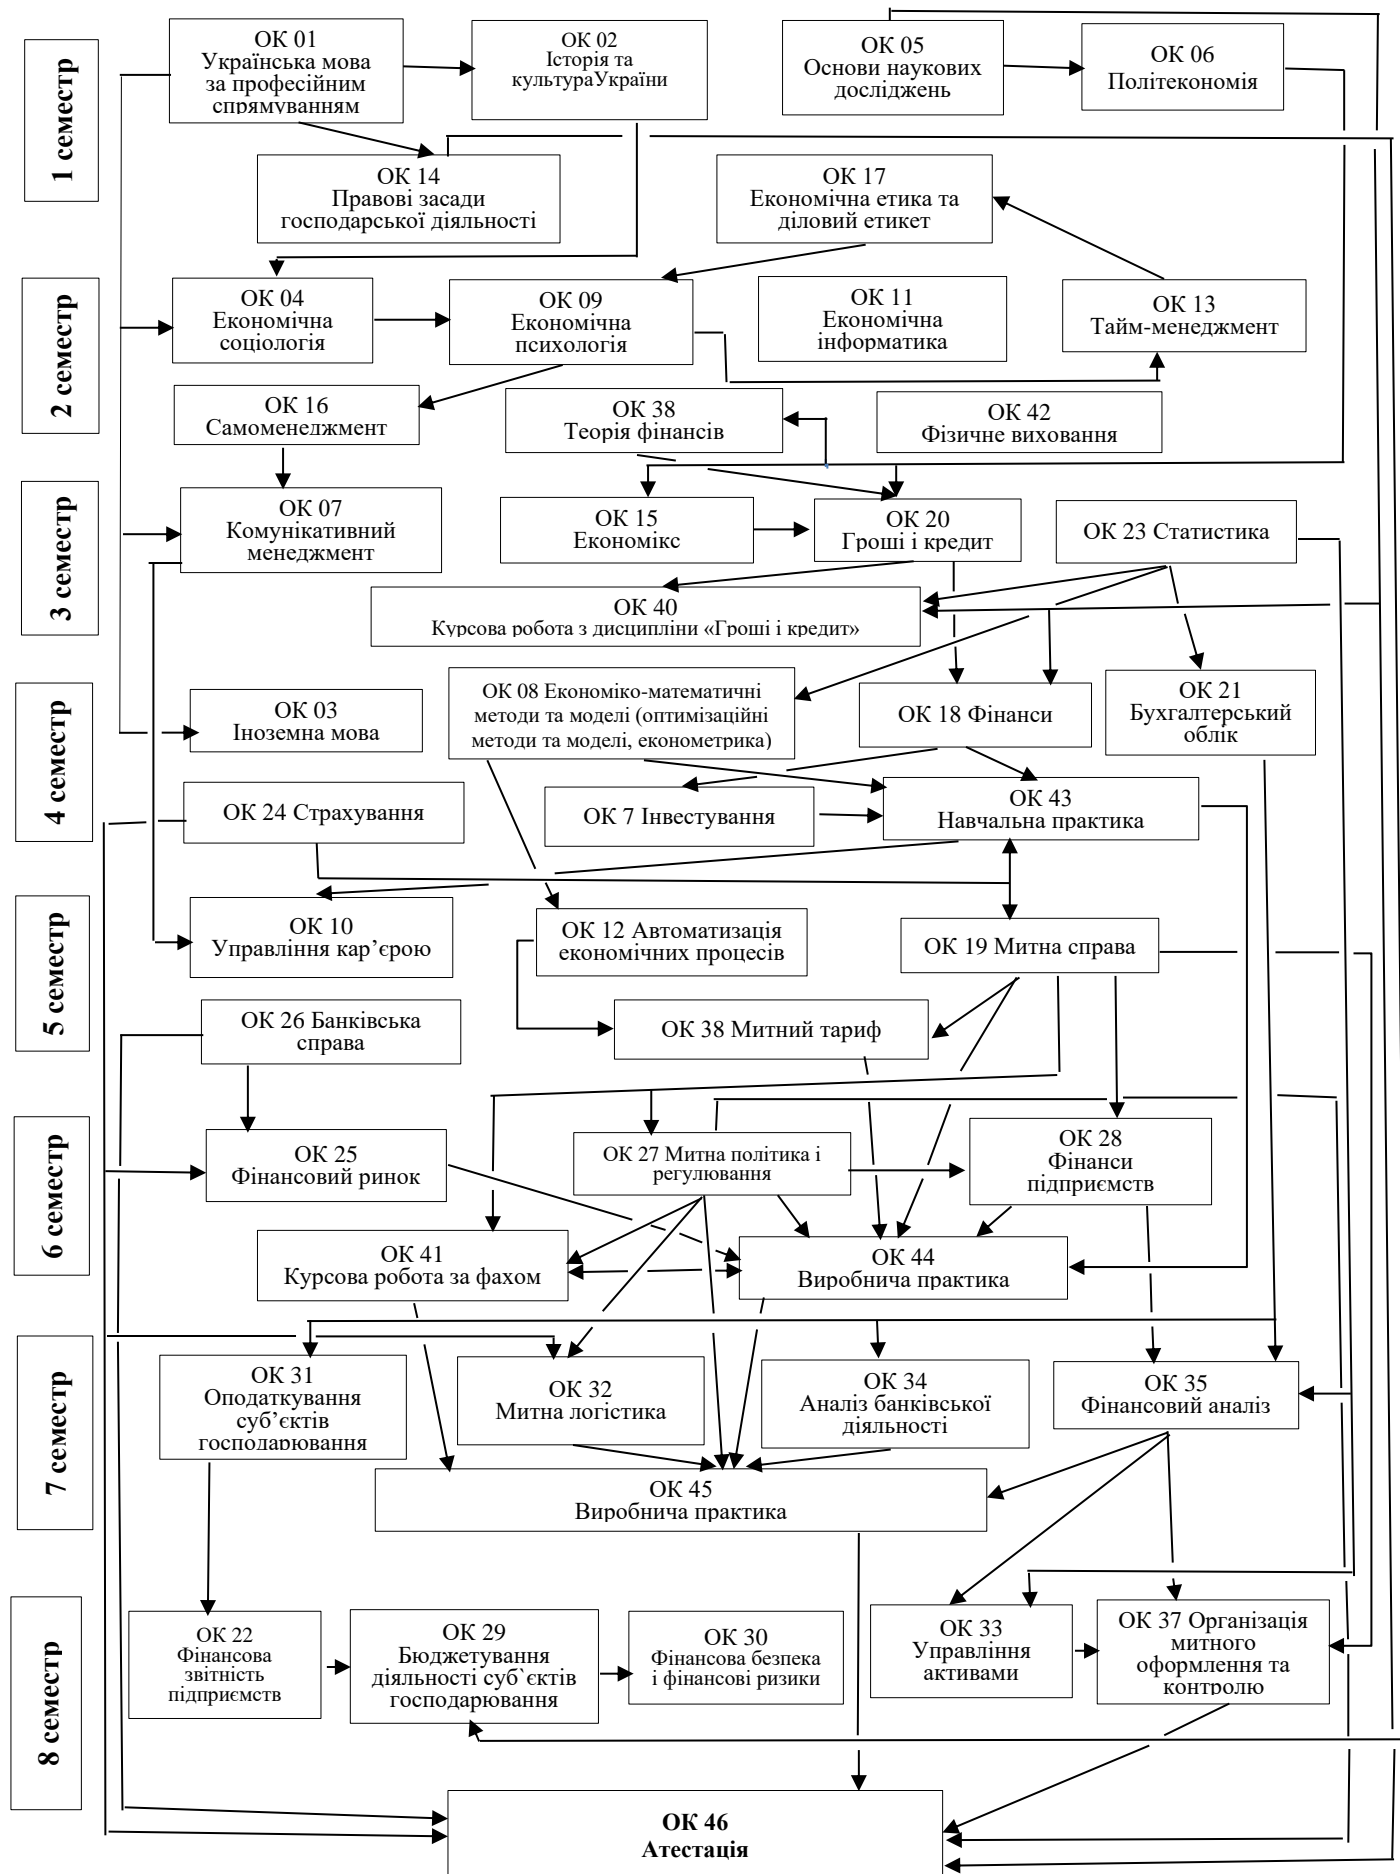 1 семестр
ОК 01
Українська мова
за професійним
спрямуванням
ОК 02
Історія та
культураУкраїни
ОК 05
Основи наукових
досліджень
ОК 06
Політекономія
ОК 14
Правові засади
господарської діяльності
ОК 17
Економічна етика та
діловий етикет
2 семестр
ОК 04
Економічна
соціологія
ОК 09
Економічна
психологія
ОК 11
Економічна
інформатика
ОК 13
Тайм-менеджмент
ОК 16
Самоменеджмент
ОК 38
Теорія фінансів
ОК 42
Фізичне виховання
3 семестр
ОК 07
Комунікативний
менеджмент
ОК 15
Економікс
ОК 20
Гроші і кредит
ОК 23 Статистика
ОК 40
Курсова робота з дисципліни «Гроші і кредит»
4 семестр
ОК 03
Іноземна мова
ОК 08 Економіко-математичні
методи та моделі (оптимізаційні
методи та моделі, економетрика)
ОК 18 Фінанси
ОК 21
Бухгалтерський
облік
ОК 24 Страхування
ОК 7 Інвестування
ОК 43
Навчальна практика
5 семестр
ОК 10
Управління кар’єрою
ОК 12 Автоматизація
економічних процесів
ОК 19 Митна справа
ОК 26 Банківська
справа
ОК 38 Митний тариф
6 семестр
ОК 25
Фінансовий ринок
ОК 27 Митна політика і
регулювання
ОК 28
Фінанси
підприємств
ОК 41
Курсова робота за фахом
ОК 44
Виробнича практика
7 семестр
ОК 31
Оподаткування
суб’єктів
господарювання
ОК 32
Митна логістика
ОК 34
Аналіз банківської
діяльності
ОК 35
Фінансовий аналіз
ОК 45
Виробнича практика
8 семестр
ОК 22
Фінансова
звітність
підприємств
ОК 29
Бюджетування
діяльності суб`єктів
господарювання
ОК 30
Фінансова безпека
і фінансові ризики
ОК 33
Управління
активами
ОК 37 Організація
митного
оформлення та
контролю
ОК 46
Атестація